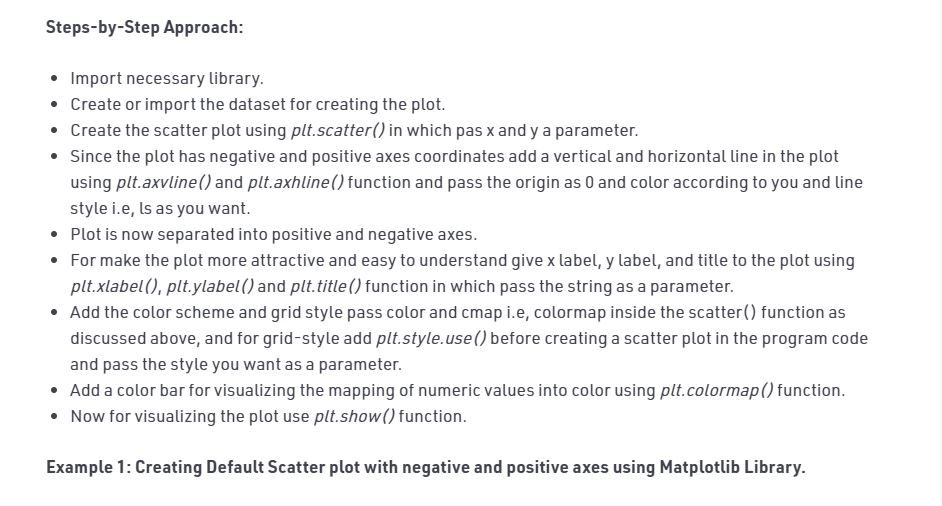 Steps-by-Step Approach:
• Import necessary library.
• Create or import the dataset for creating the plot.
• Create the scatter plot using plt.scatter() in which pas x and y a parameter.
• Since the plot has negative and positive axes coordinates add a vertical and horizontal line in the plot
using plt.axvline() and plt.axhline() function and pass the origin as 0 and color according to you and line
style i.e, ls as you want.
• Plot is now separated into positive and negative axes.
• For make the plot more attractive and easy to understand give x label, y label, and title to the plot using
plt.xlabel(), plt.ylabel() and plt.title() function in which pass the string as a parameter.
• Add the color scheme and grid style pass color and cmap i.e, colormap inside the scatter() function as
discussed above, and for grid-style add plt.style.use() before creating a scatter plot in the program code
and pass the style you want as a parameter.
• Add a color bar for visualizing the mapping of numeric values into color using plt.colormap() function.
• Now for visualizing the plot use plt.show() function.
Example 1: Creating Default Scatter plot with negative and positive axes using Matplotlib Library.